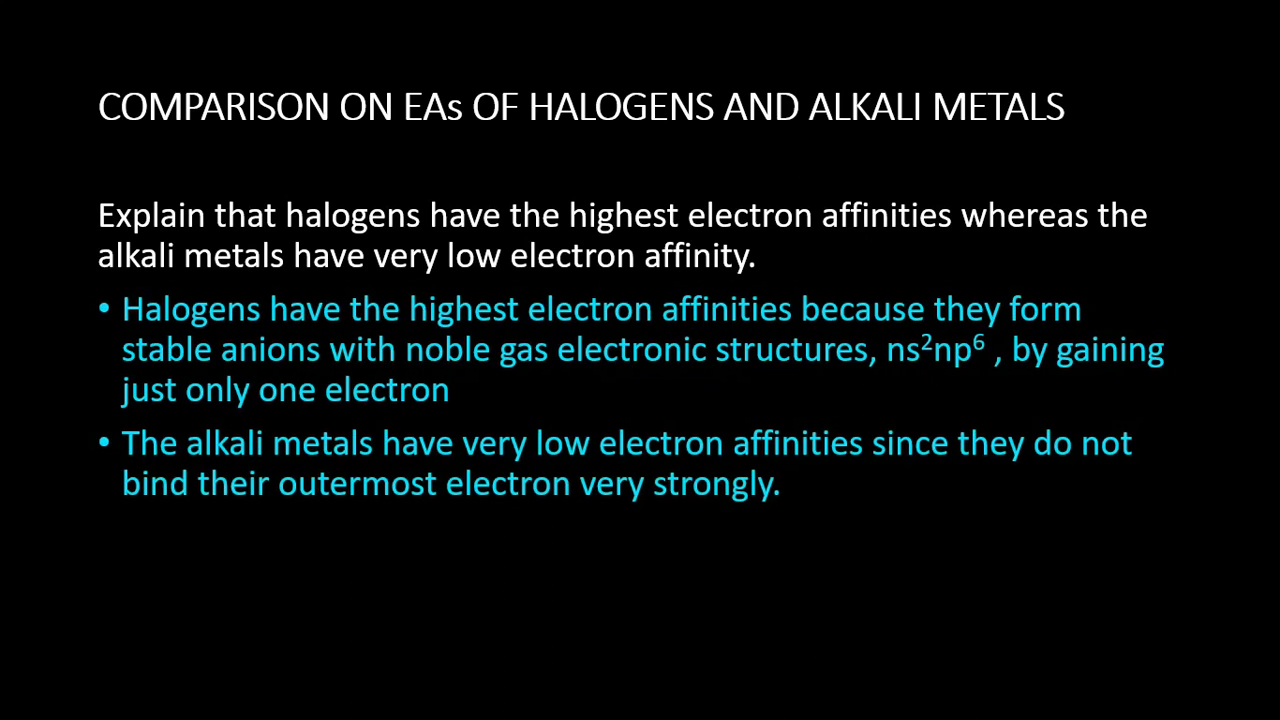 COMPARISON ON EAs OF HALOGENS AND ALKALI METALS
Explain that halogens have the highest electron affinities whereas the
alkali metals have very low electron affinity.
• Halogens have the highest electron affinities because they form
stable anions with noble gas electronic structures, ns²np⁶ , by gaining
just only one electron
• The alkali metals have very low electron affinities since they do not
bind their outermost electron very strongly.